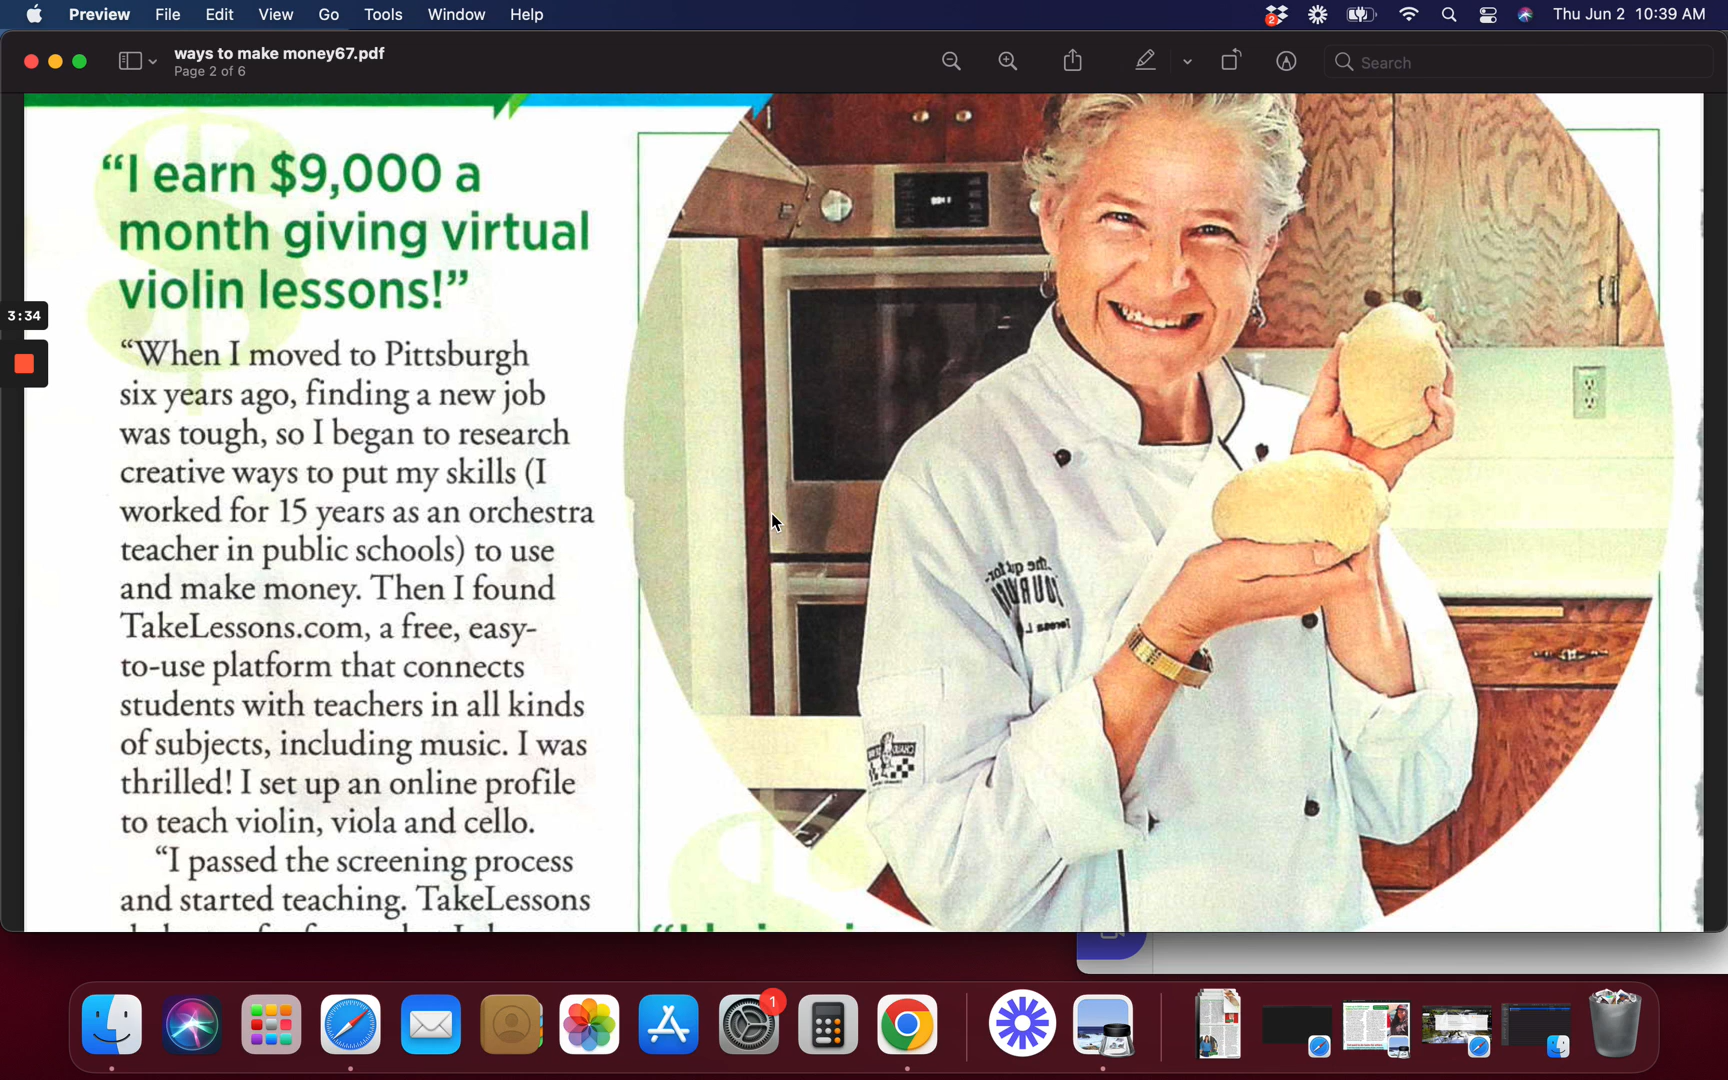 Preview File Edit View Go Tools Window Help
2
Thu Jun 2 10:39 AM
ways to make money67.pdf
Page 2 of 6
Search
“I earn $9,000 a
month giving virtual
violin lessons!”
3:34
“When I moved to Pittsburgh
six years ago, finding a new job
was tough, so I began to research
creative ways to put my skills (I
worked for 15 years as an orchestra
teacher in public schools) to use
and make money. Then I found
TakeLessons.com, a free, easy-
to-use platform that connects
students with teachers in all kinds
of subjects, including music. I was
thrilled! I set up an online profile
to teach violin, viola and cello.
“I passed the screening process
and started teaching. TakeLessons
1